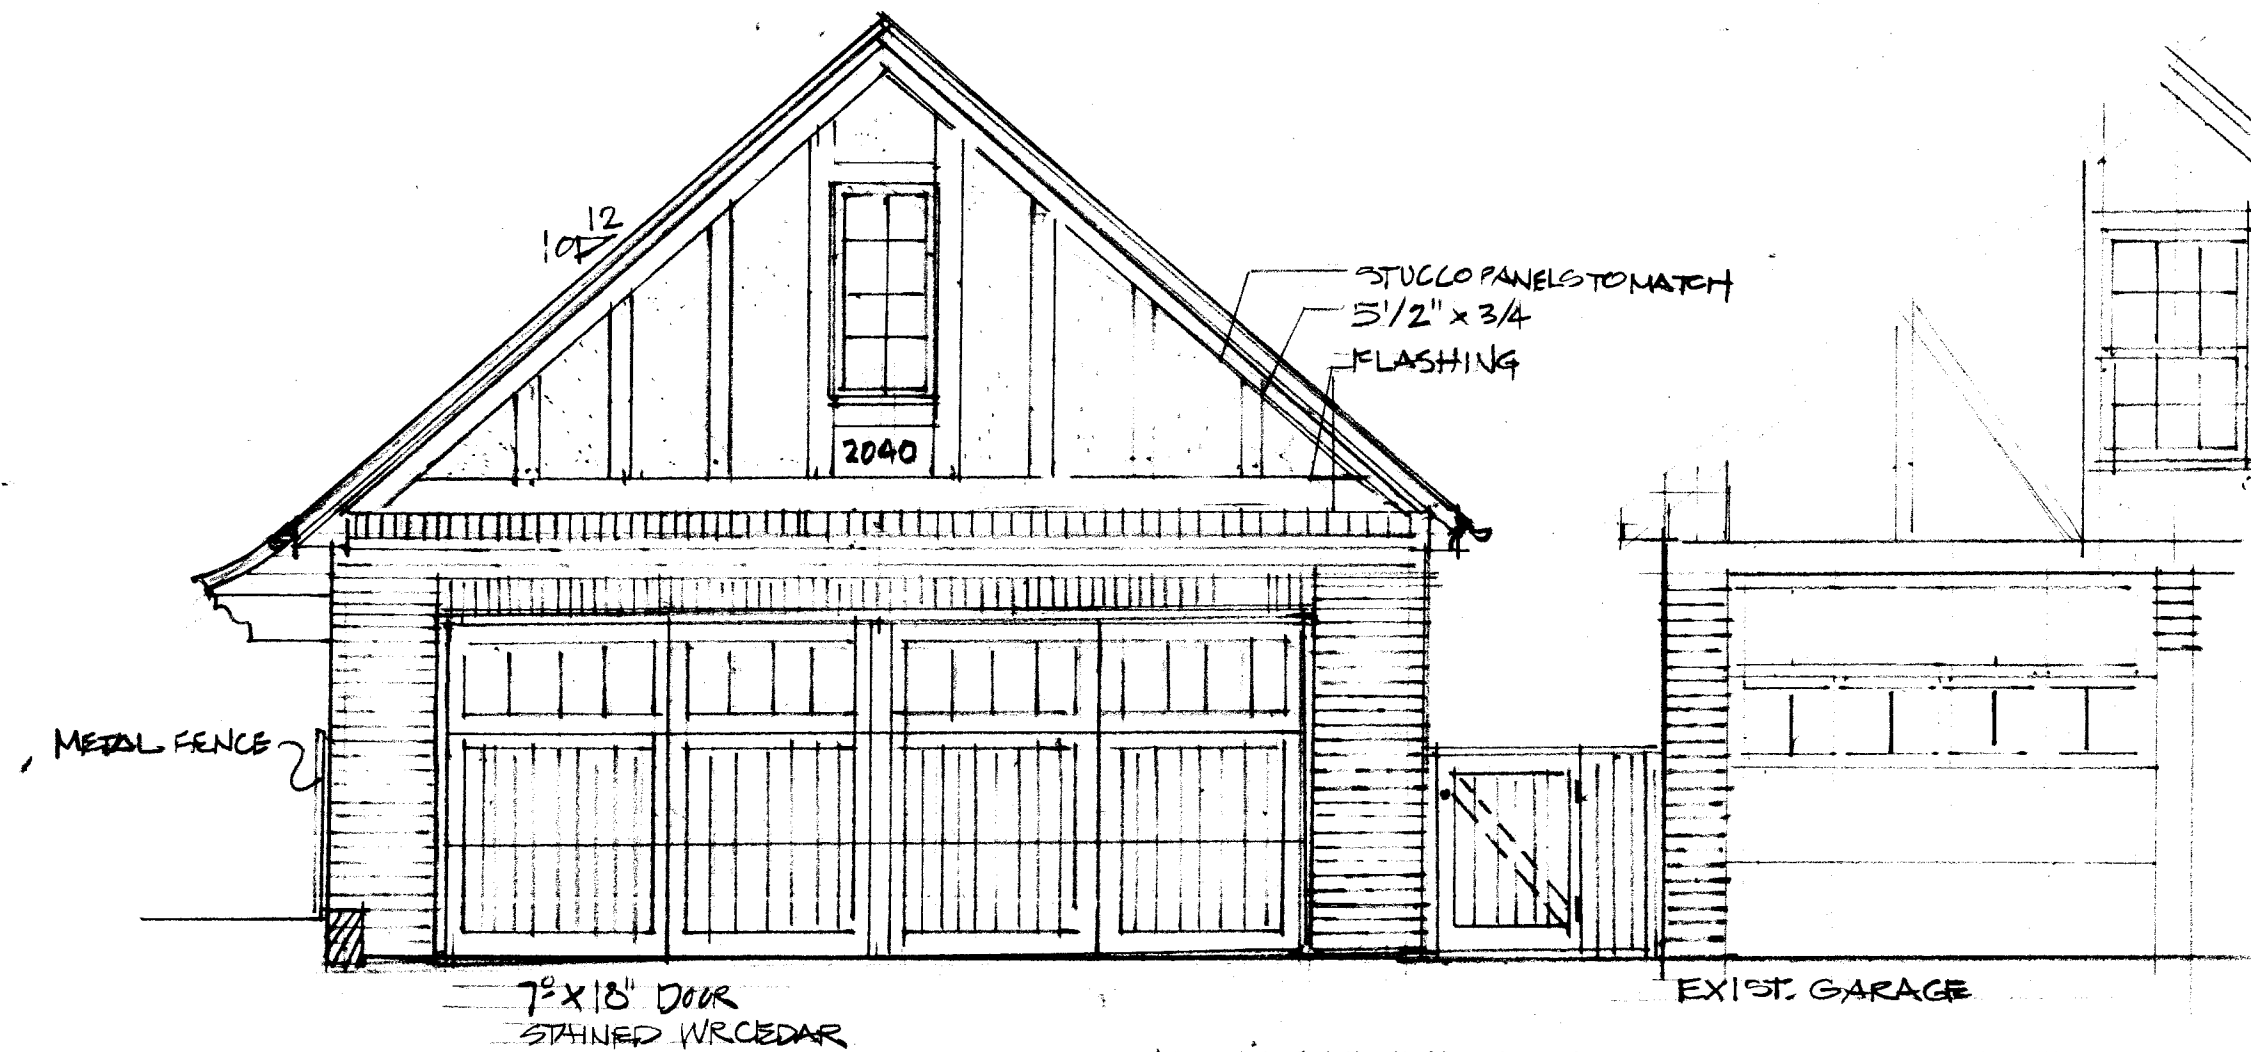 12
10
STUCCO PANELS TO MATCH
5 1/2" x 3/4
FLASHING
2040
METAL FENCE
7⁰ X 18" DOOR
STAINED WRCEDAR
EXIST. GARAGE